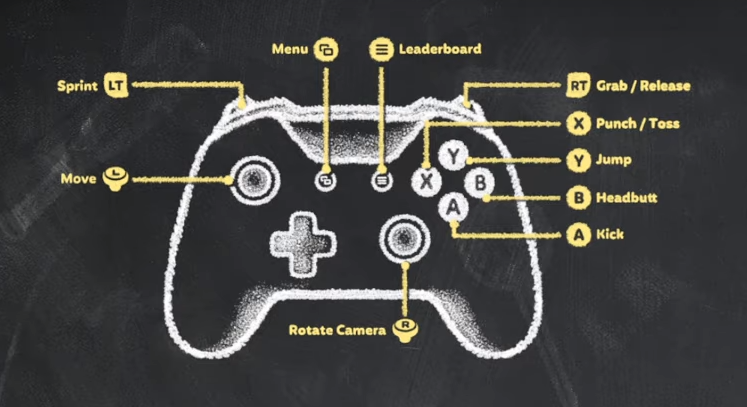 Menu
Leaderboard
Sprint LT
RT Grab / Release
X Punch / Toss
Y
Y Jump
Move L
X
B
B Headbutt
A
A Kick
Rotate Camera R